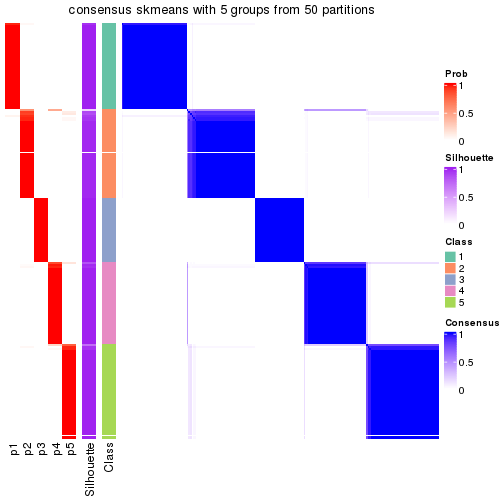 consensus skmeans with 5 groups from 50 partitions
Prob
1
0.5
0
Silhouette
1
0.5
0
Class
1
2
3
4
5
Consensus
1
0.5
0
p1
p2
p3
p4
p5
Silhouette
Class